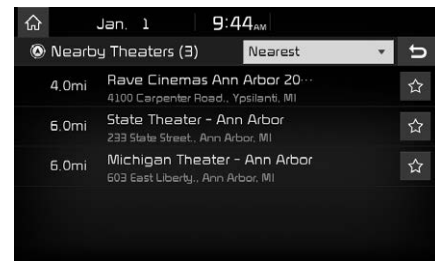 Jan. 1 9:44AM
Nearby Theaters (3) Nearest
4.0mi Rave Cinemas Ann Arbor 20...
4100 Carpenter Road., Ypsilanti, MI
6.0mi State Theater - Ann Arbor
233 State Street., Ann Arbor, MI
6.0mi Michigan Theater - Ann Arbor
603 East Liberty., Ann Arbor, MI